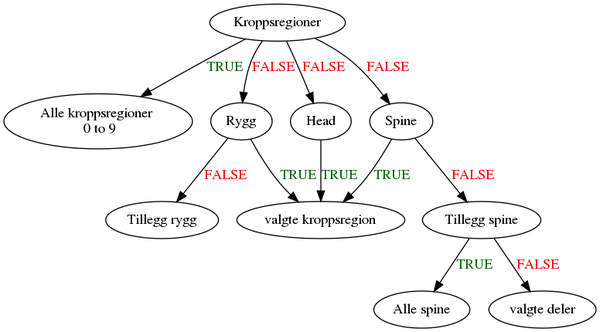 Kroppsregioner
TRUE
FALSE
FALSE
FALSE
Alle kroppsregioner
0 to 9
Rygg
Head
Spine
FALSE
TRUE
TRUE
TRUE
FALSE
Tillegg rygg
valgte kroppsregion
Tillegg spine
TRUE
FALSE
Alle spine
valgte deler